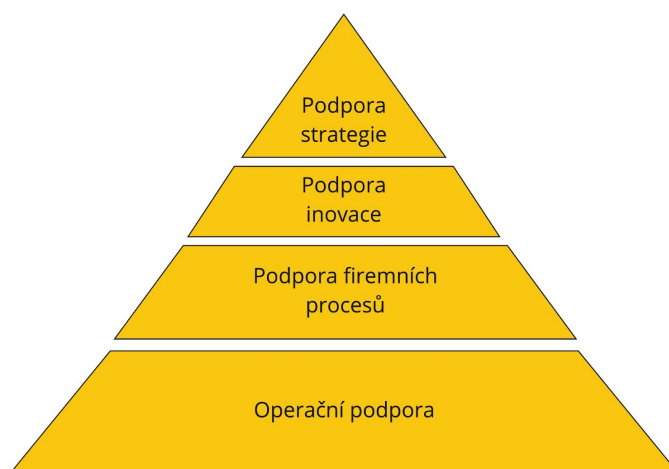 Podpora
strategie
Podpora
inovace
Podpora firemních
procesů
Operační podpora